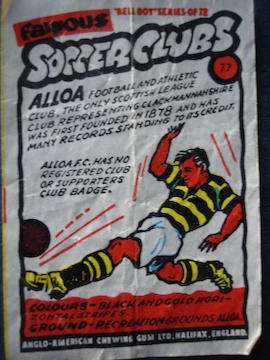 "BELL BOY" SERIES OF 78
FAMOUS
SOCCER CLUBS
77
ALLOA FOOTBALL AND ATHLETIC
CLUB. THE ONLY SCOTTISH LEAGUE
CLUB REPRESENTING CLACKMANNANSHIRE
WAS FIRST FOUNDED IN 1878 AND HAS
MANY RECORDS STANDING TO ITS CREDIT.
ALLOA F.C. HAS NO
REGISTERED CLUB
OR SUPPORTERS
CLUB BADGE.
COLOURS - BLACK AND GOLD HORI-
ZONTAL STRIPES.
GROUND - RECREATION GROUNDS ALLOA.
ANGLO-AMERICAN CHEWING GUM LTD., HALIFAX, ENGLAND.